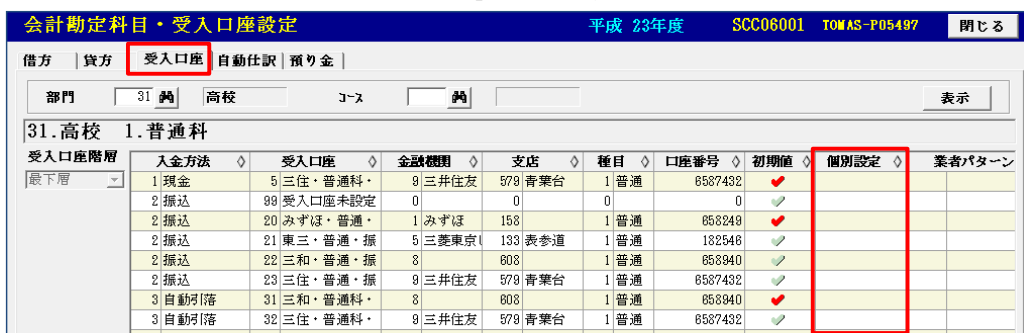 会計勘定科目・受入口座設定 平成 23年度 SCC06001 TOMAS-P05497 閉じる
借方 貸方 受入口座 自動仕訳 預り金
部門 31 高校 コース 表示
31.高校 1.普通科
受入口座階層 入金方法 受入口座 金融機関 支店 種目 口座番号 初期値 個別設定 業者パターン
最下層 1 現金 5 三住・普通科・ 9 三井住友 579 青葉台 1 普通 6587432
2 振込 99 受入口座未設定 0 0 0 0
2 振込 20 みずほ・普通・ 1 みずほ 158 1 普通 658249
2 振込 21 東三・普通・振 5 三菱東京 133 表参道 1 普通 182546
2 振込 22 三和・普通・振 8 608 1 普通 658940
2 振込 23 三住・普通・振 9 三井住友 579 青葉台 1 普通 6587432
3 自動引落 31 三和・普通科・ 8 608 1 普通 658940
3 自動引落 32 三住・普通科・ 9 三井住友 579 青葉台 1 普通 6587432